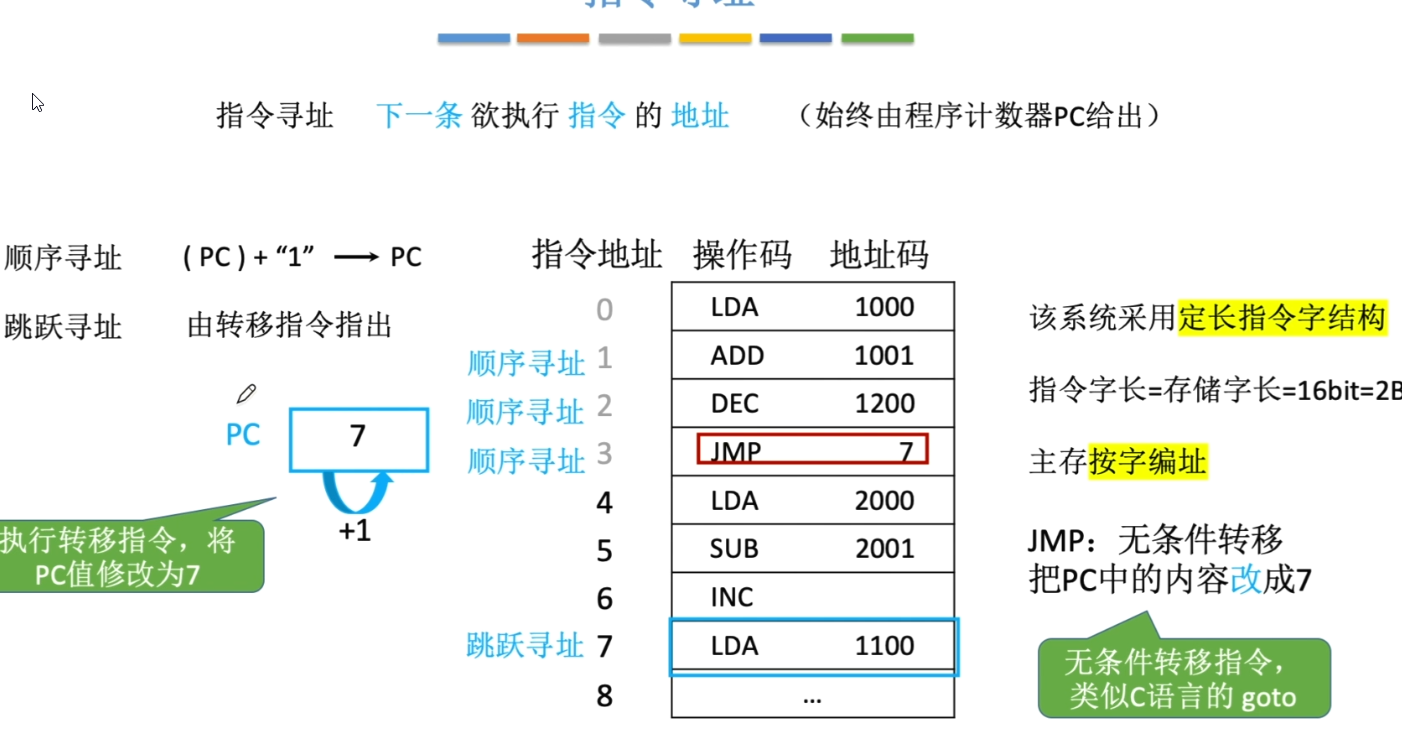 指令寻址
指令寻址 下一条 欲执行 指令 的 地址 （始终由程序计数器PC给出）
顺序寻址 ( PC ) + “1” → PC
跳跃寻址 由转移指令指出
PC 7
+1
执行转移指令，将
PC值修改为7
指令地址 操作码 地址码
0 LDA 1000
顺序寻址 1 ADD 1001
顺序寻址 2 DEC 1200
顺序寻址 3 JMP 7
4 LDA 2000
5 SUB 2001
6 INC
跳跃寻址 7 LDA 1100
8 ...
该系统采用定长指令字结构
指令字长=存储字长=16bit=2B
主存按字编址
JMP：无条件转移
把PC中的内容改成7
无条件转移指令，
类似C语言的 goto